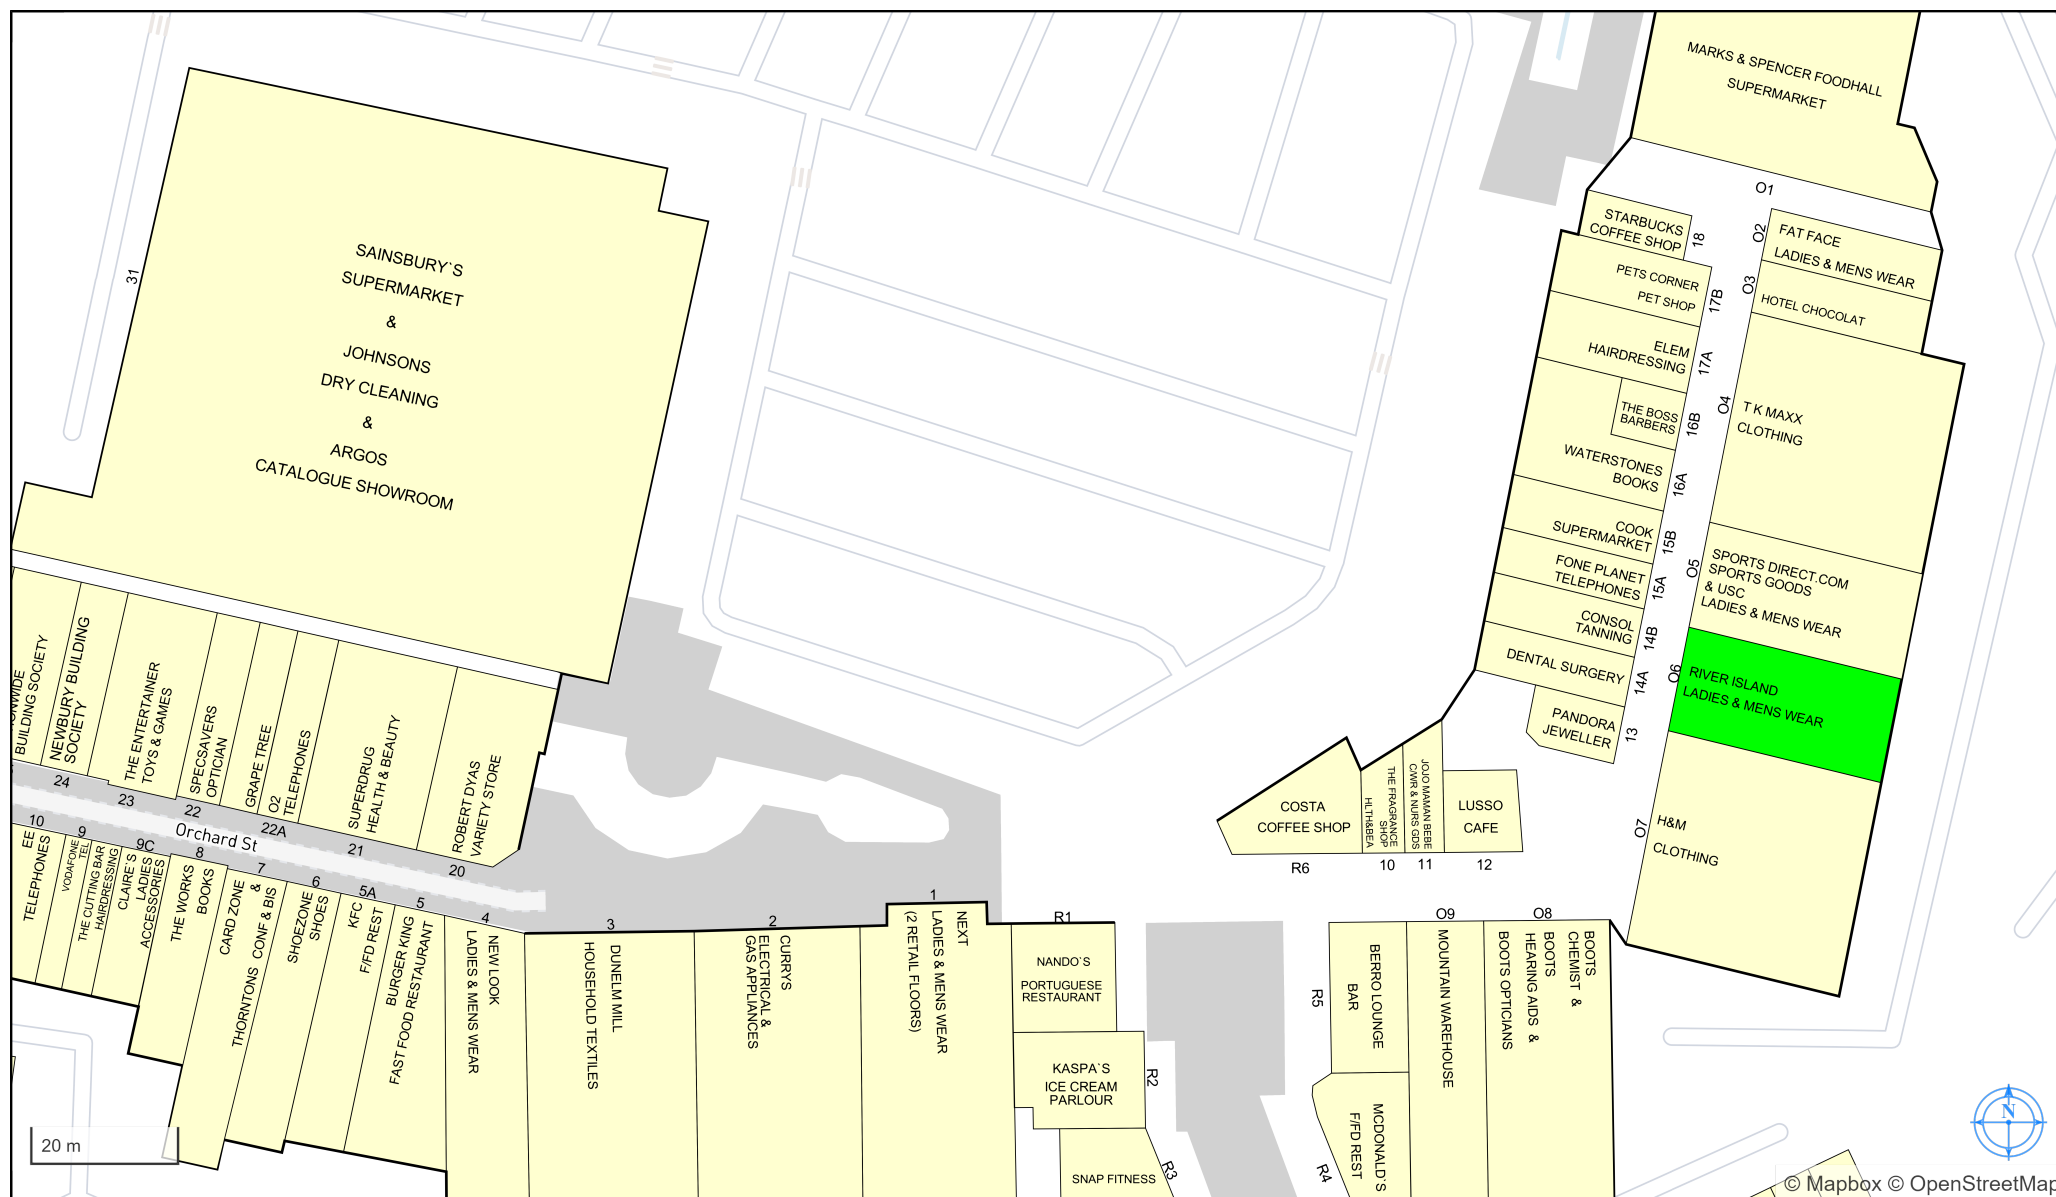 MARKS & SPENCER FOODHALL
SUPERMARKET
O1
STARBUCKS
COFFEE SHOP
18
O2
FAT FACE
LADIES & MENS WEAR
PETS CORNER
PET SHOP
17B
O3
HOTEL CHOCOLAT
ELEM
HAIRDRESSING
17A
THE BOSS
BARBERS
16B
O4
T K MAXX
CLOTHING
WATERSTONES
BOOKS
16A
COOK
SUPERMARKET
15B
FONE PLANET
TELEPHONES
15A
O5
SPORTS DIRECT.COM
SPORTS GOODS
& USC
LADIES & MENS WEAR
CONSOL
TANNING
14B
DENTAL SURGERY
14A
O6
RIVER ISLAND
LADIES & MENS WEAR
PANDORA
JEWELLER
13
O7
H&M
CLOTHING
31
SAINSBURY`S
SUPERMARKET
&
JOHNSONS
DRY CLEANING
&
ARGOS
CATALOGUE SHOWROOM
BUILDING SOCIETY
NEWBURY BUILDING
SOCIETY
24
THE ENTERTAINER
TOYS & GAMES
23
SPECSAVERS
OPTICIAN
22
GRAPE TREE
22A
O2
TELEPHONES
SUPERDRUG
HEALTH & BEAUTY
21
ROBERT DYAS
VARIETY STORE
20
Orchard St
10
EE
TELEPHONES
9
VODAFONE
TEL
THE CUTTING BAR
HAIRDRESSING
9C
CLAIRE`S
LADIES
ACCESSORIES
8
THE WORKS
BOOKS
7
CARD ZONE
&
THORNTONS CONF & BIS
6
SHOEZONE
SHOES
5A
KFC
F/FD REST
5
BURGER KING
FAST FOOD RESTAURANT
4
NEW LOOK
LADIES & MENS WEAR
3
DUNELM MILL
HOUSEHOLD TEXTILES
2
CURRYS
ELECTRICAL &
GAS APPLIANCES
1
NEXT
LADIES & MENS WEAR
(2 RETAIL FLOORS)
R1
NANDO`S
PORTUGUESE
RESTAURANT
KASPA`S
ICE CREAM
PARLOUR
R2
SNAP FITNESS
R3
COSTA
COFFEE SHOP
R6
THE FRAGRANCE
SHOP
HLTH&BEA
10
JOJO MAMAN BEBE
C/WR & NURS GDS
11
LUSSO
CAFE
12
R5
BERRO LOUNGE
BAR
O9
MOUNTAIN WAREHOUSE
O8
BOOTS
CHEMIST &
BOOTS
HEARING AIDS &
BOOTS OPTICIANS
R4
MCDONALD`S
F/FD REST
20 m
N
© Mapbox © OpenStreetMap